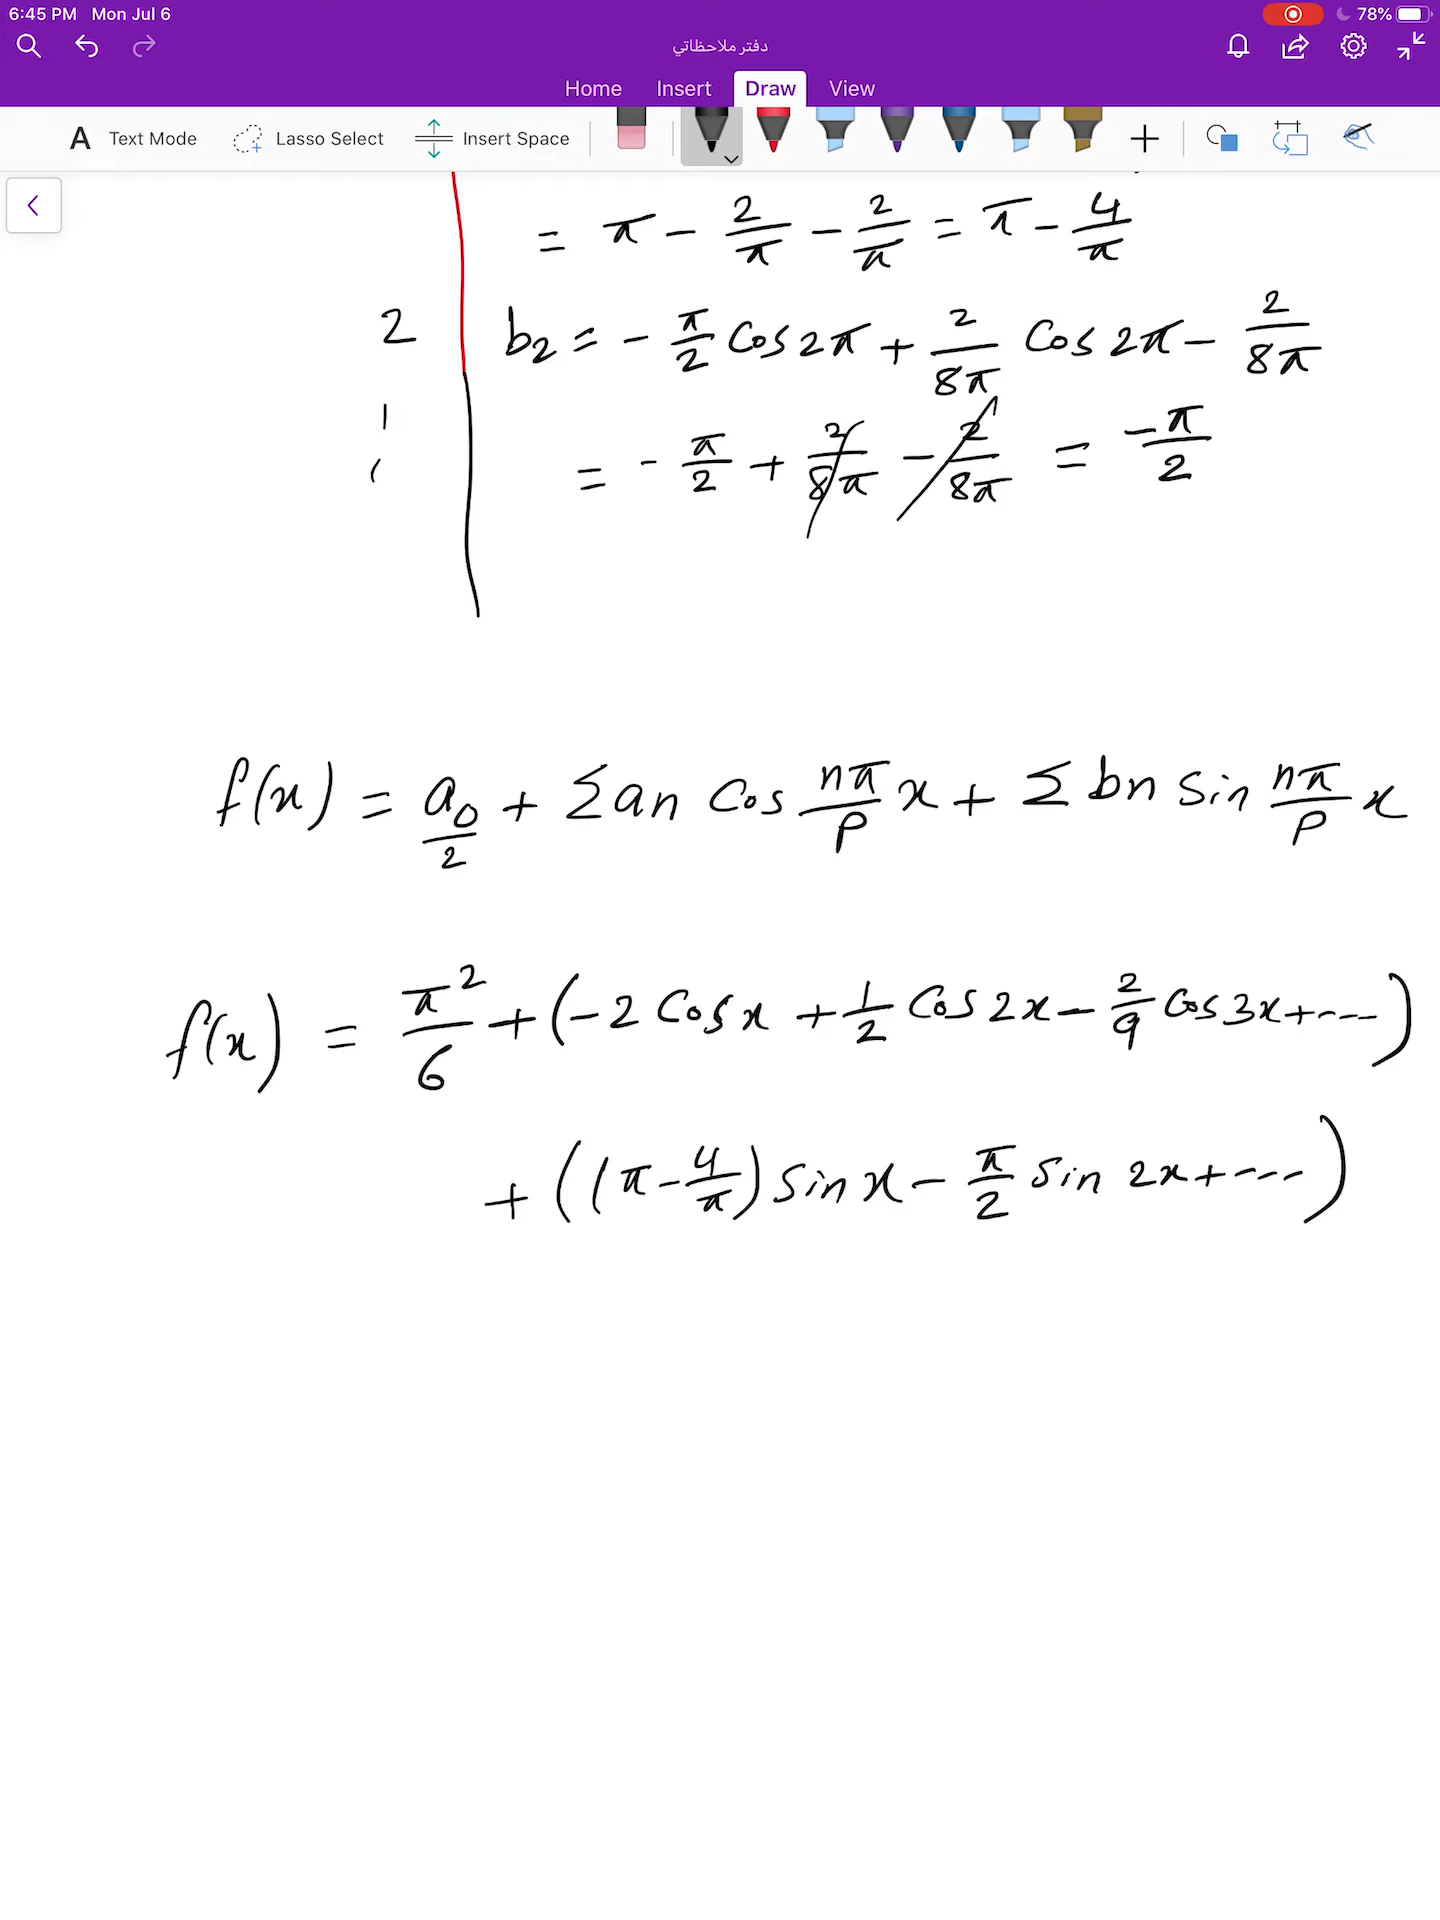 6:45 PM Mon Jul 6 78%
دفتر ملاحظاتي
Home Insert Draw View
A Text Mode Lasso Select Insert Space
= π - 2/π - 2/π = π - 4/π
2 b₂ = - π/2 Cos 2π + 2/8π Cos 2π - 2/8π
= - π/2 + 2/8π - 2/8π = -π/2
f(x) = a₀/2 + Σ an Cos nπ/P x + Σ bn Sin nπ/P x
f(x) = π²/6 + (-2 Cos x + 1/2 Cos 2x - 2/9 Cos 3x + ----)
+ ((π - 4/π) Sin x - π/2 Sin 2x + ---)